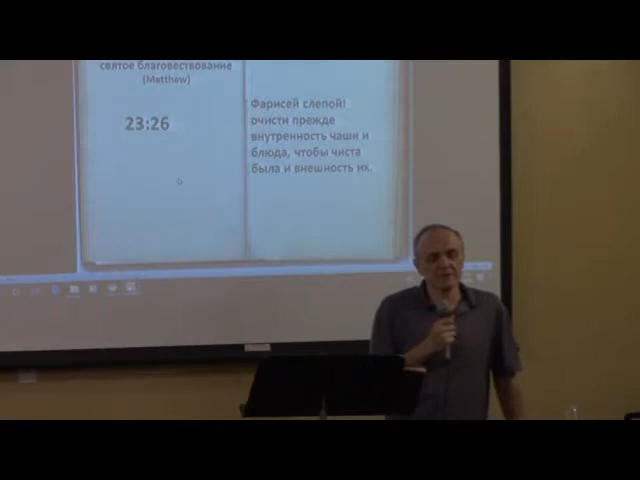 святое благовествование
(Matthew)
23:26
Фарисей слепой!
очисти прежде
внутренность чаши и
блюда, чтобы чиста
была и внешность их.